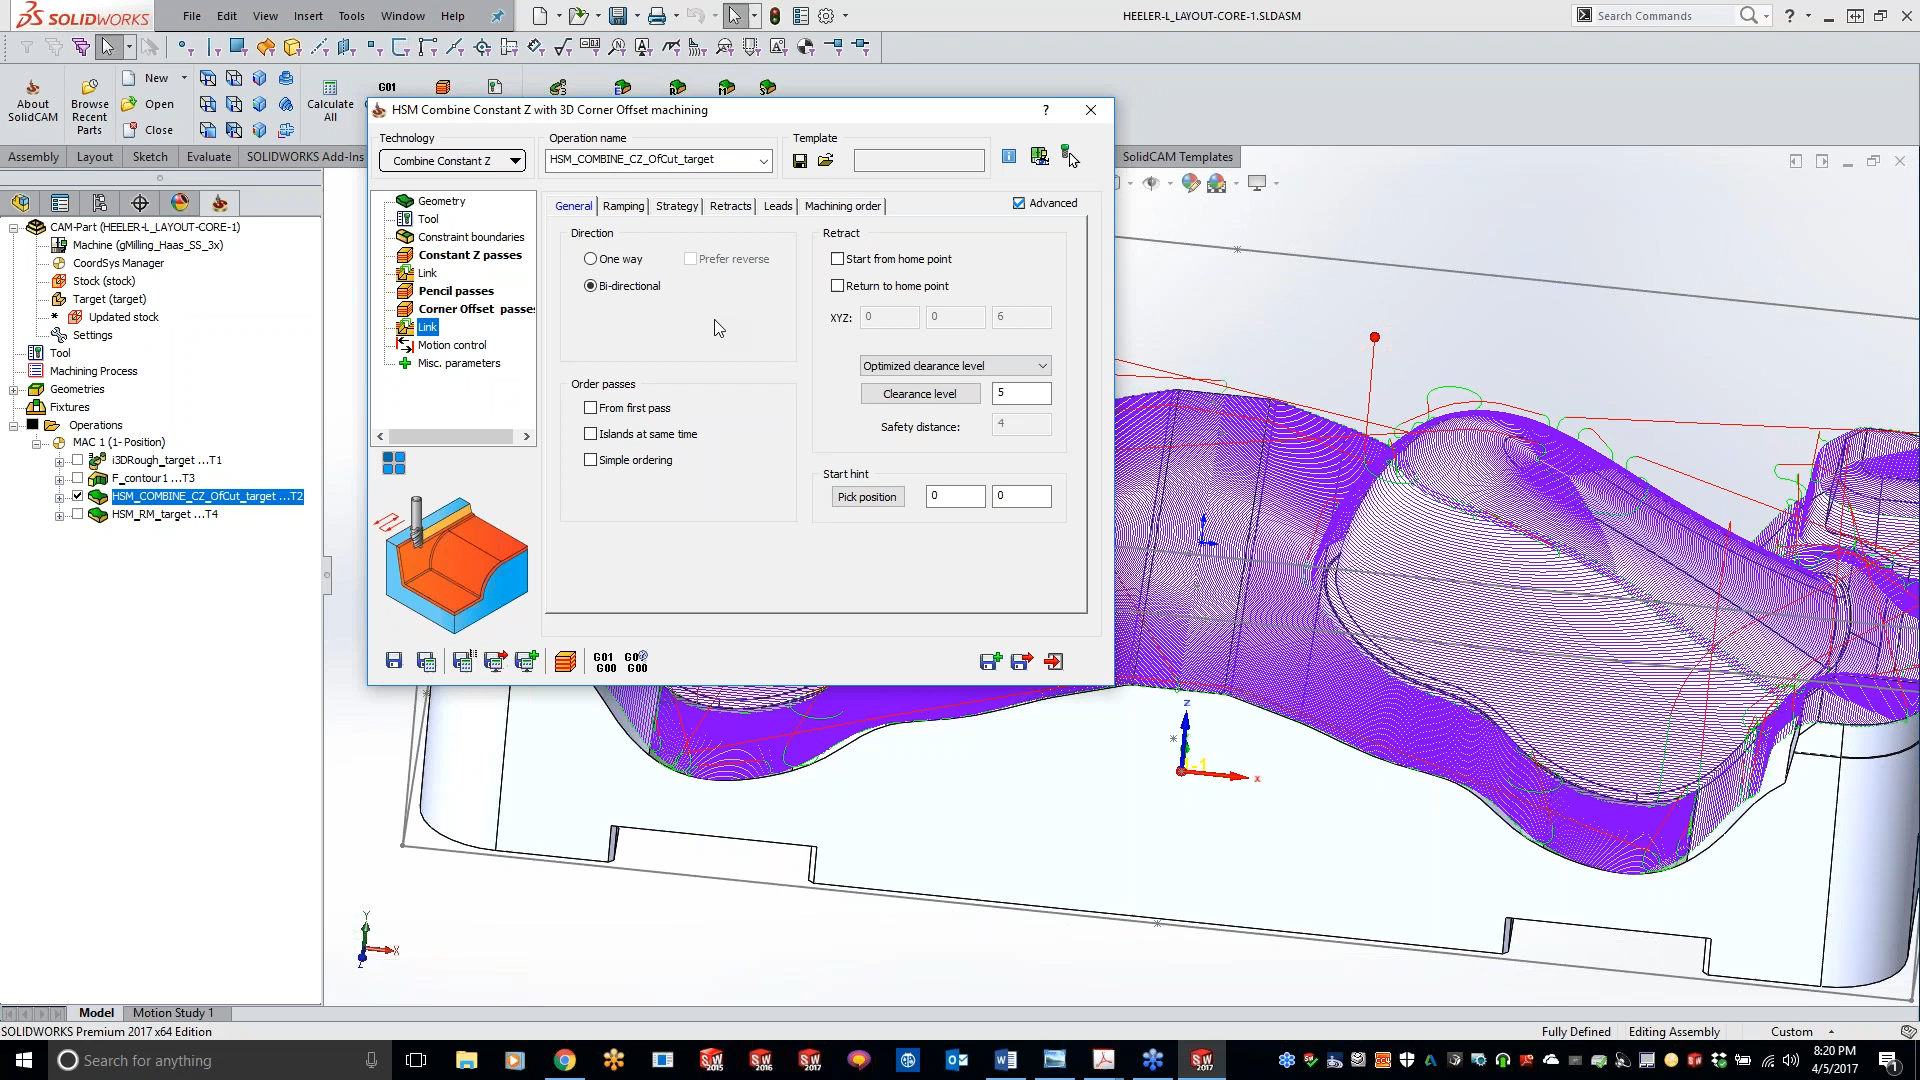 SOLIDWORKS File Edit View Insert Tools Window Help HEELER-L_LAYOUT-CORE-1.SLDASM Search Commands ?
About SolidCAM Browse Recent Parts New Open Close Calculate All G01
Assembly Layout Sketch Evaluate SOLIDWORKS Add-Ins SolidCAM Templates
HSM Combine Constant Z with 3D Corner Offset machining ?
Technology Operation name Template
Combine Constant Z HSM_COMBINE_CZ_OfCut_target
Geometry
Tool
Constraint boundaries
Constant Z passes
Link
Pencil passes
Corner Offset passes
Link
Motion control
Misc. parameters
General Ramping Strategy Retracts Leads Machining order Advanced
Direction
One way Prefer reverse
Bi-directional
Order passes
From first pass
Islands at same time
Simple ordering
Retract
Start from home point
Return to home point
XYZ: 0 0 6
Optimized clearance level
Clearance level 5
Safety distance: 4
Start hint
Pick position 0 0
G01 G00 G00
CAM-Part (HEELER-L_LAYOUT-CORE-1)
Machine (gMilling_Haas_SS_3x)
CoordSys Manager
Stock (stock)
Target (target)
* Updated stock
Settings
Tool
Machining Process
Geometries
Fixtures
Operations
MAC 1 (1- Position)
i3DRough_target ...T1
F_contour1 ...T3
HSM_COMBINE_CZ_OfCut_target ...T2
HSM_RM_target ...T4
z
x
Y
X
Z
Model Motion Study 1
SOLIDWORKS Premium 2017 x64 Edition Fully Defined Editing Assembly Custom
Search for anything 8:20 PM
4/5/2017